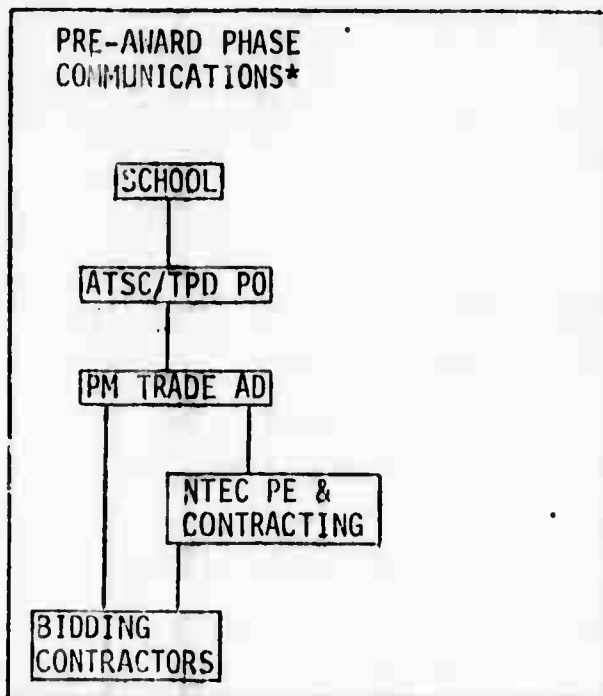 PRE-AWARD PHASE
COMMUNICATIONS*
SCHOOL
ATSC/TPD PO
PM TRADE AD
NTEC PE &
CONTRACTING
BIDDING
CONTRACTORS